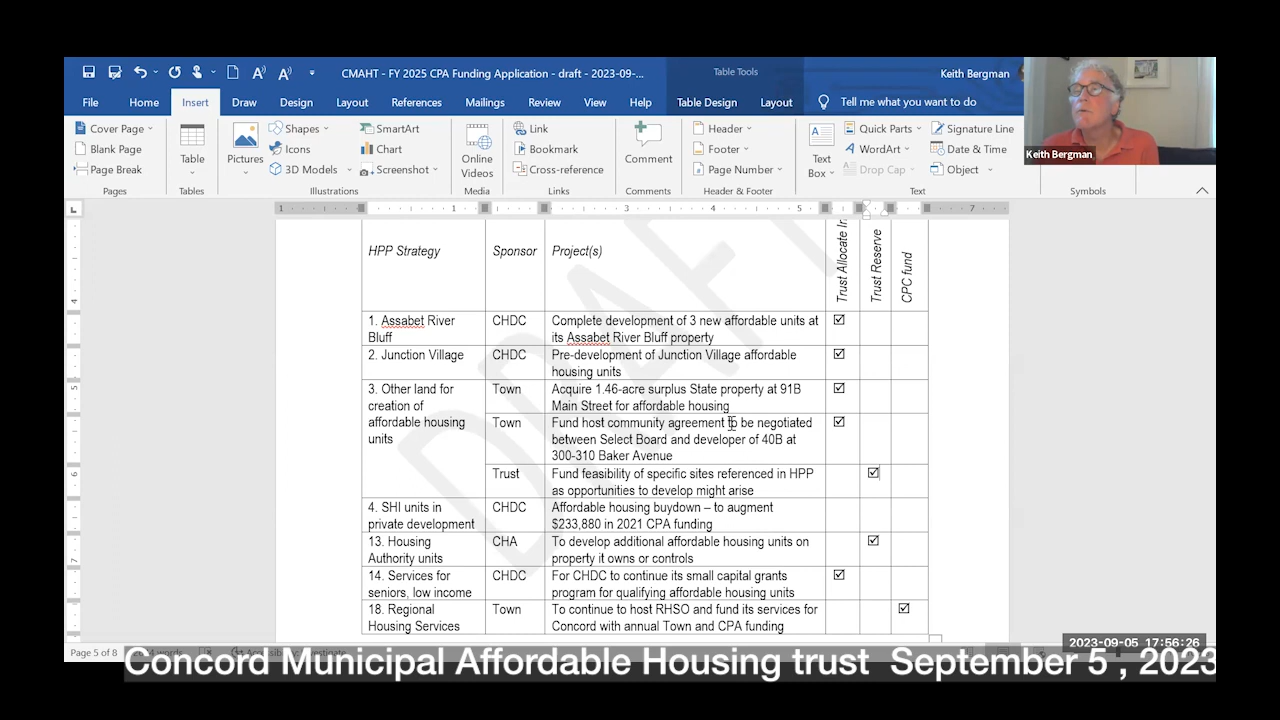 CMAHT - FY 2025 CPA Funding Application - draft - 2023-09-...
Table Tools
Keith Bergman
File Home Insert Draw Design Layout References Mailings Review View Help Table Design Layout Tell me what you want to do
Cover Page
Blank Page
Page Break
Pages
Table
Tables
Pictures
Shapes
Icons
3D Models
SmartArt
Chart
Screenshot
Illustrations
Online
Videos
Media
Link
Bookmark
Cross-reference
Links
Comment
Comments
Header
Footer
Page Number
Header & Footer
Text
Box
Quick Parts
WordArt
Drop Cap
Signature Line
Date & Time
Object
Text
Symbols
Keith Bergman
1 1 3 4 5 7
4
5
6
7
DRAFT
HPP Strategy Sponsor Project(s) Trust Allocate Trust Reserve CPC fund
1. Assabet River
Bluff
CHDC
Complete development of 3 new affordable units at
its Assabet River Bluff property
2. Junction Village
CHDC
Pre-development of Junction Village affordable
housing units
3. Other land for
creation of
affordable housing
units
Town
Acquire 1.46-acre surplus State property at 91B
Main Street for affordable housing
Town
Fund host community agreement to be negotiated
between Select Board and developer of 40B at
300-310 Baker Avenue
Trust
Fund feasibility of specific sites referenced in HPP
as opportunities to develop might arise
4. SHI units in
private development
CHDC
Affordable housing buydown – to augment
$233,880 in 2021 CPA funding
13. Housing
Authority units
CHA
To develop additional affordable housing units on
property it owns or controls
14. Services for
seniors, low income
CHDC
For CHDC to continue its small capital grants
program for qualifying affordable housing units
18. Regional
Housing Services
Town
To continue to host RHSO and fund its services for
Concord with annual Town and CPA funding
Page 5 of 8
2023-09-05 17:56:26
Concord Municipal Affordable Housing trust September 5 , 2023